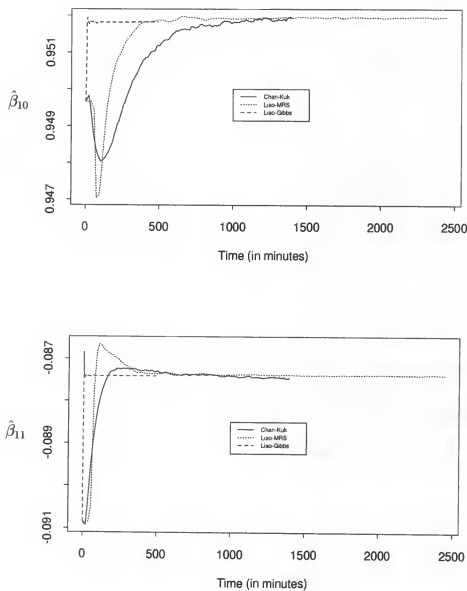 0.951
0.949
0.947
β̂10
Chan-Kuk
Liao-MRS
Liao-Gibbs
0 500 1000 1500 2000 2500
Time (in minutes)
-0.087
-0.089
-0.091
β̂11
Chan-Kuk
Liao-MRS
Liao-Gibbs
0 500 1000 1500 2000 2500
Time (in minutes)